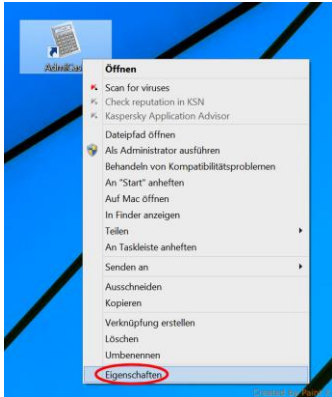 Öffnen
Scan for viruses
Check reputation in KSN
Kaspersky Application Advisor
Dateipfad öffnen
Als Administrator ausführen
Behandeln von Kompatibilitätsproblemen
An "Start" anheften
Auf Mac öffnen
In Finder anzeigen
Teilen
An Taskleiste anheften
Senden an
Ausschneiden
Kopieren
Verknüpfung erstellen
Löschen
Umbenennen
Eigenschaften